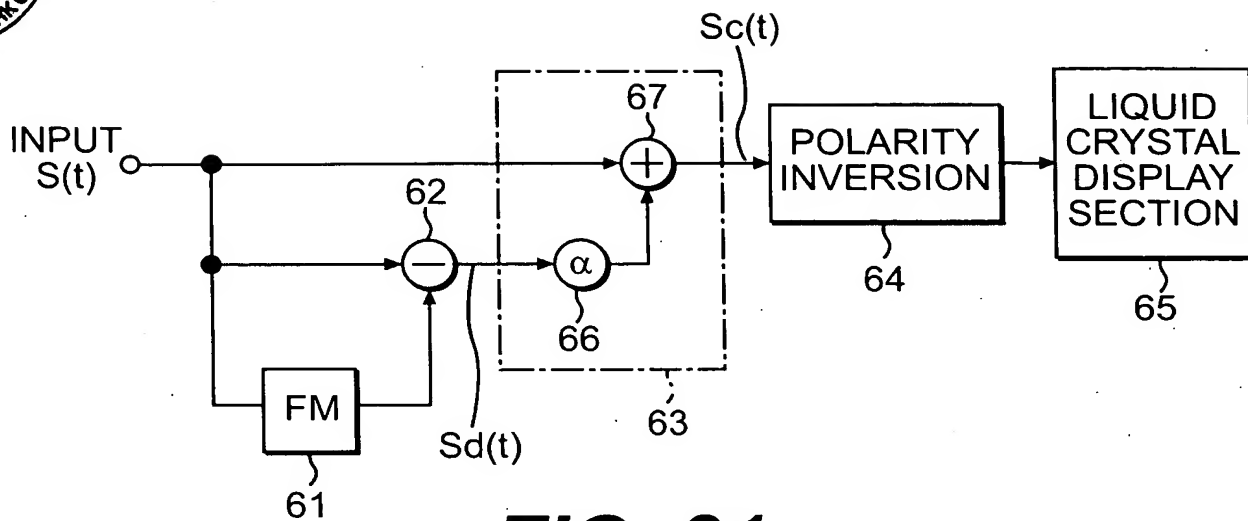 Sc(t)
67
INPUT
S(t)
+
POLARITY
INVERSION
LIQUID
CRYSTAL
DISPLAY
SECTION
62
−
α
64
65
66
FM
63
Sd(t)
61